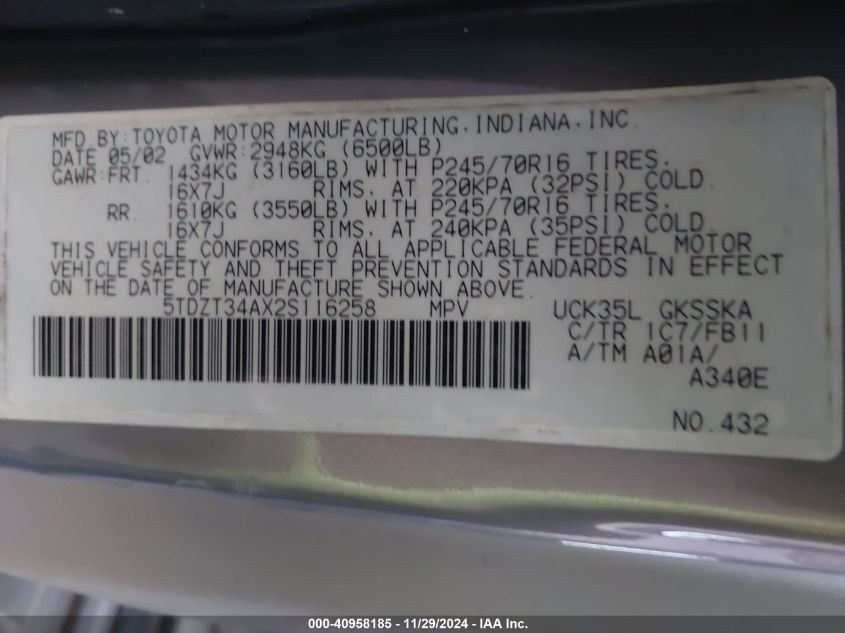 MFD BY:TOYOTA MOTOR MANUFACTURING,INDIANA,INC.
DATE 05/02 GVWR:2948KG (6500LB)
GAWR:FRT. 1434KG (3160LB) WITH P245/70R16 TIRES.
16X7J RIMS. AT 220KPA (32PSI) COLD.
RR. 1610KG (3550LB) WITH P245/70R16 TIRES.
16X7J RIMS. AT 240KPA (35PSI) COLD.
THIS VEHICLE CONFORMS TO ALL APPLICABLE FEDERAL MOTOR
VEHICLE SAFETY AND THEFT PREVENTION STANDARDS IN EFFECT
ON THE DATE OF MANUFACTURE SHOWN ABOVE.
5TDZT34AX2S116258 MPV UCK35L GKSSKA
C/TR 1C7/FB11
A/TM A01A/
A340E
NO.432
000-40958185 - 11/29/2024 - IAA Inc.